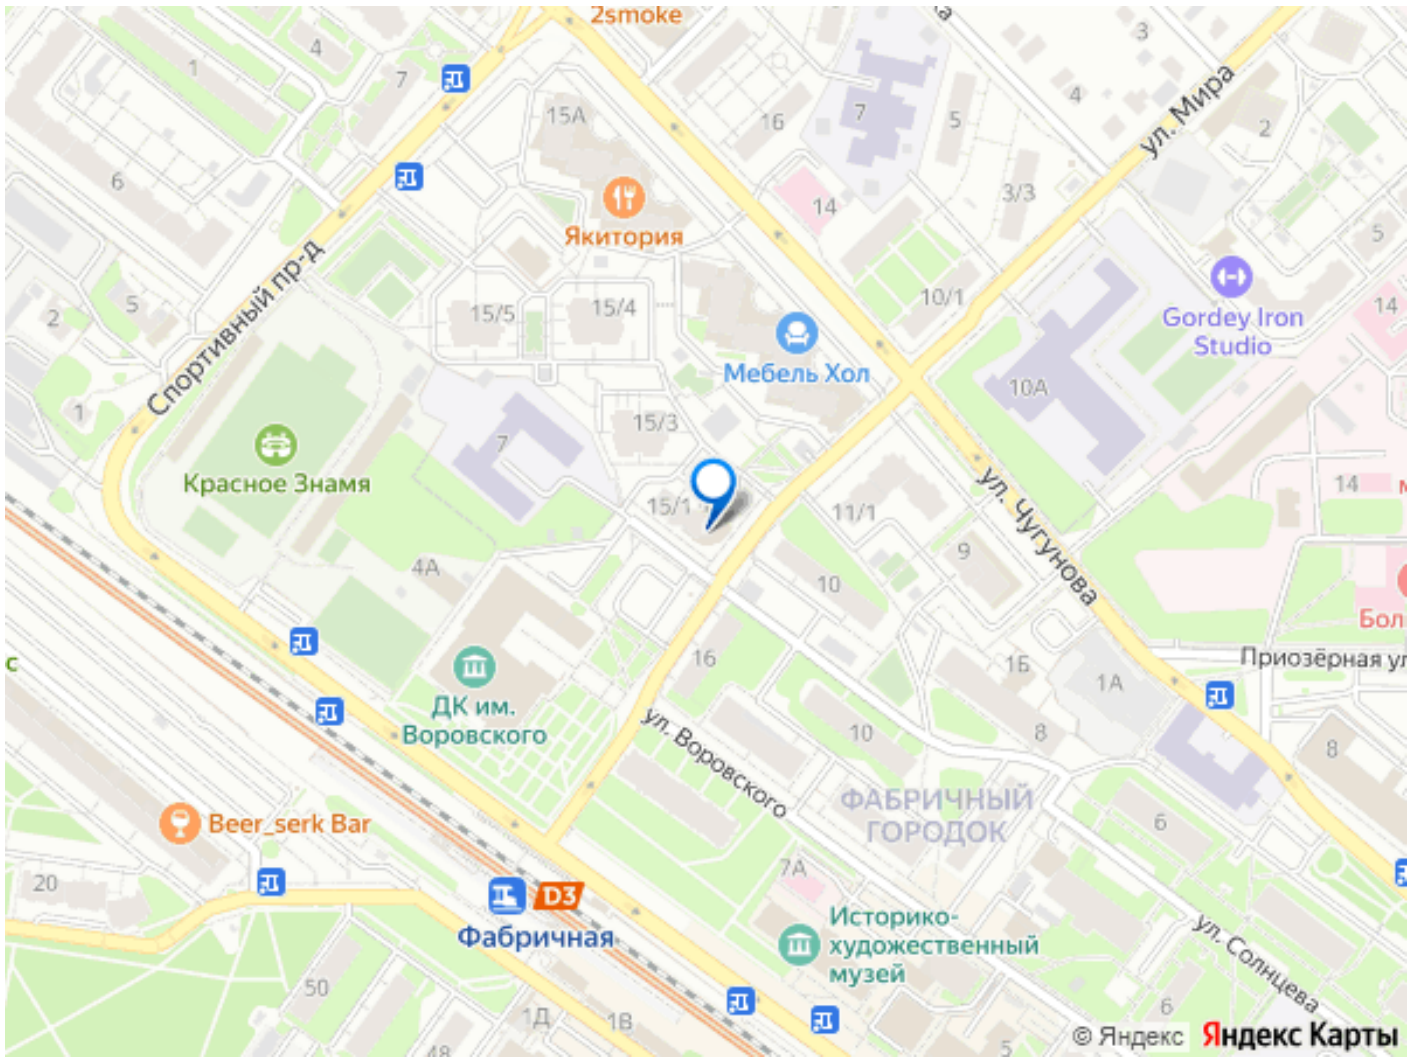 2smoke
3
4
1
7
15А
16
7
5
4
ул. Мира
2
6
14
3/3
Якитория
5
Спортивный пр-д
2
5
15/5
15/4
10/1
Gordey Iron
Studio
14
Мебель Хол
10А
1
15/3
7
Красное Знамя
14
15/1
11/1
ул. Чугунова
9
4А
10
Бол
16
1Б
1А
Приозёрная ул
с
ДК им.
Воровского
ул. Воровского
10
8
8
ФАБРИЧНЫЙ
ГОРОДОК
Beer_serk Bar
6
7А
20
D3
Фабричная
Историко-
художественный
музей
ул. Солнцева
50
1Д
1В
6
48
© Яндекс
Яндекс Карты